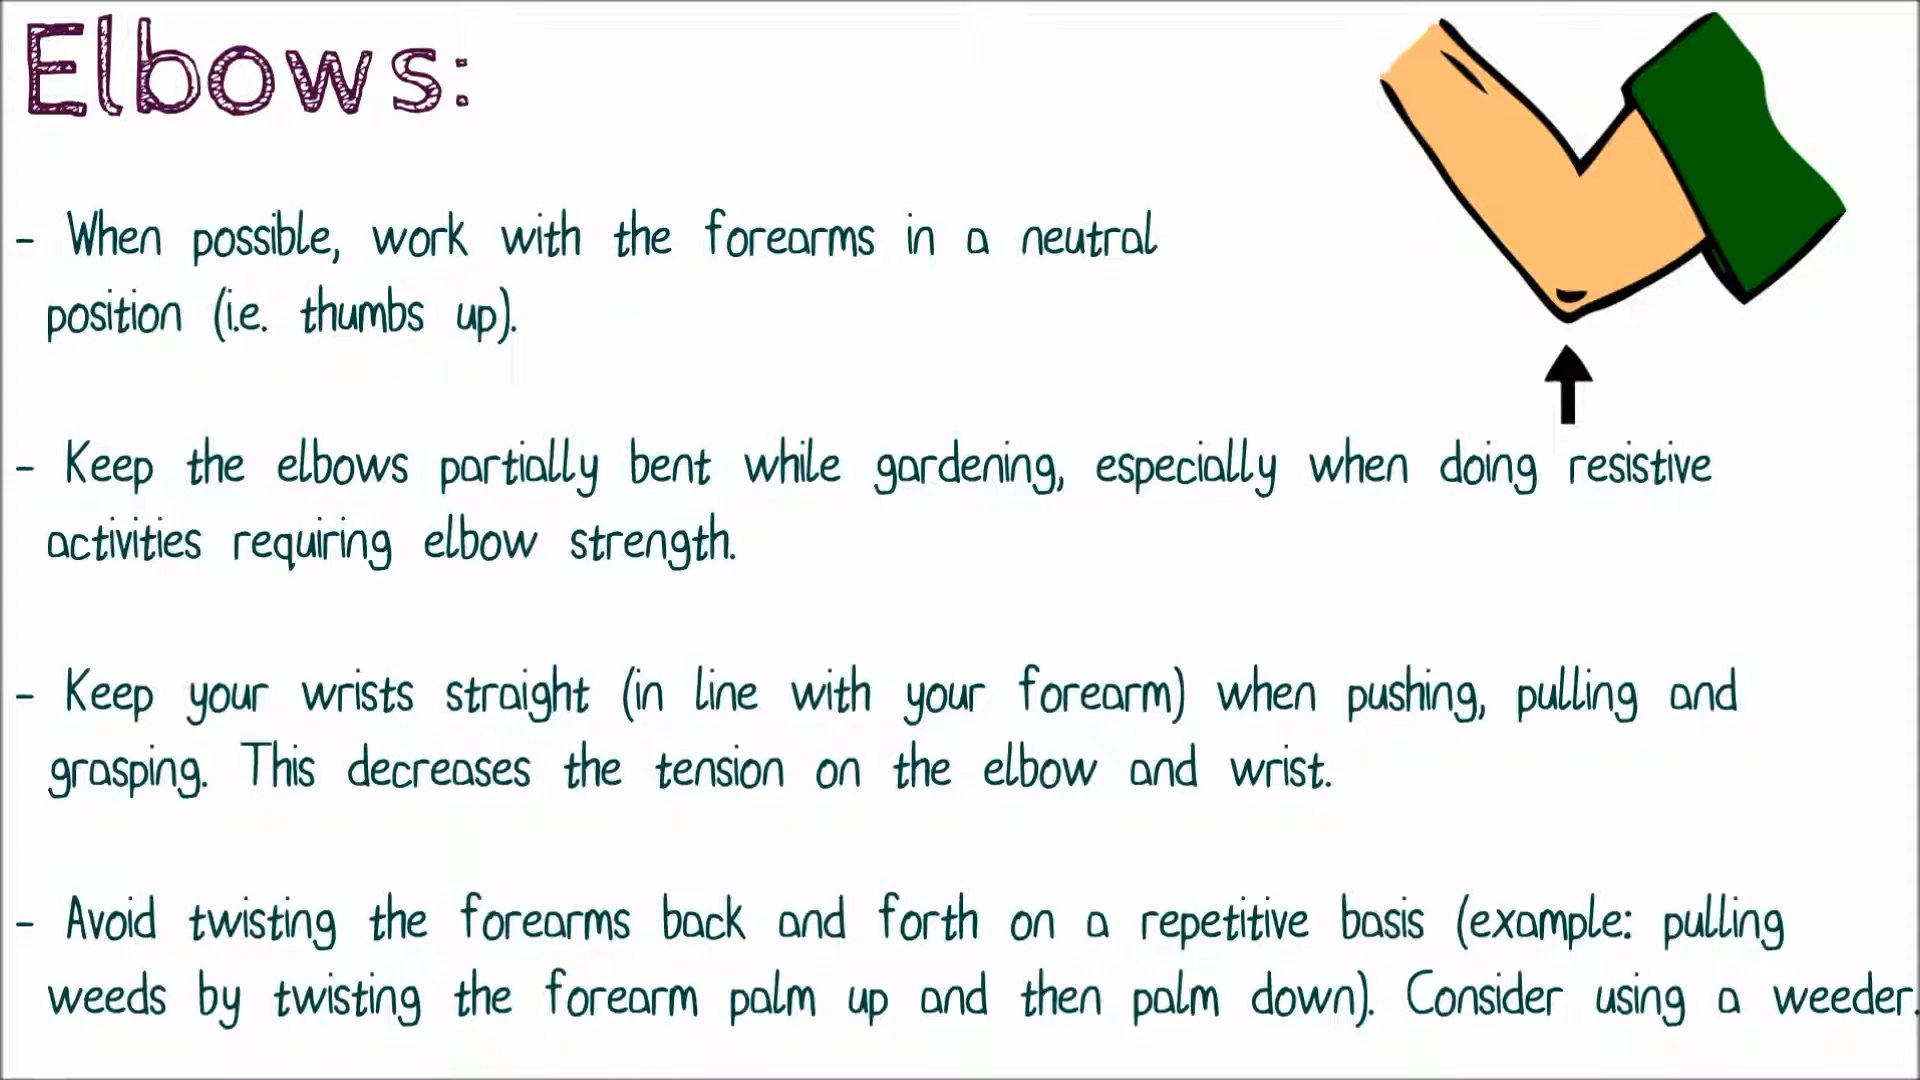 Elbows:
- When possible, work with the forearms in a neutral
position (i.e. thumbs up).
- Keep the elbows partially bent while gardening, especially when doing resistive
activities requiring elbow strength.
- Keep your wrists straight (in line with your forearm) when pushing, pulling and
grasping. This decreases the tension on the elbow and wrist.
- Avoid twisting the forearms back and forth on a repetitive basis (example: pulling
weeds by twisting the forearm palm up and then palm down). Consider using a weeder.